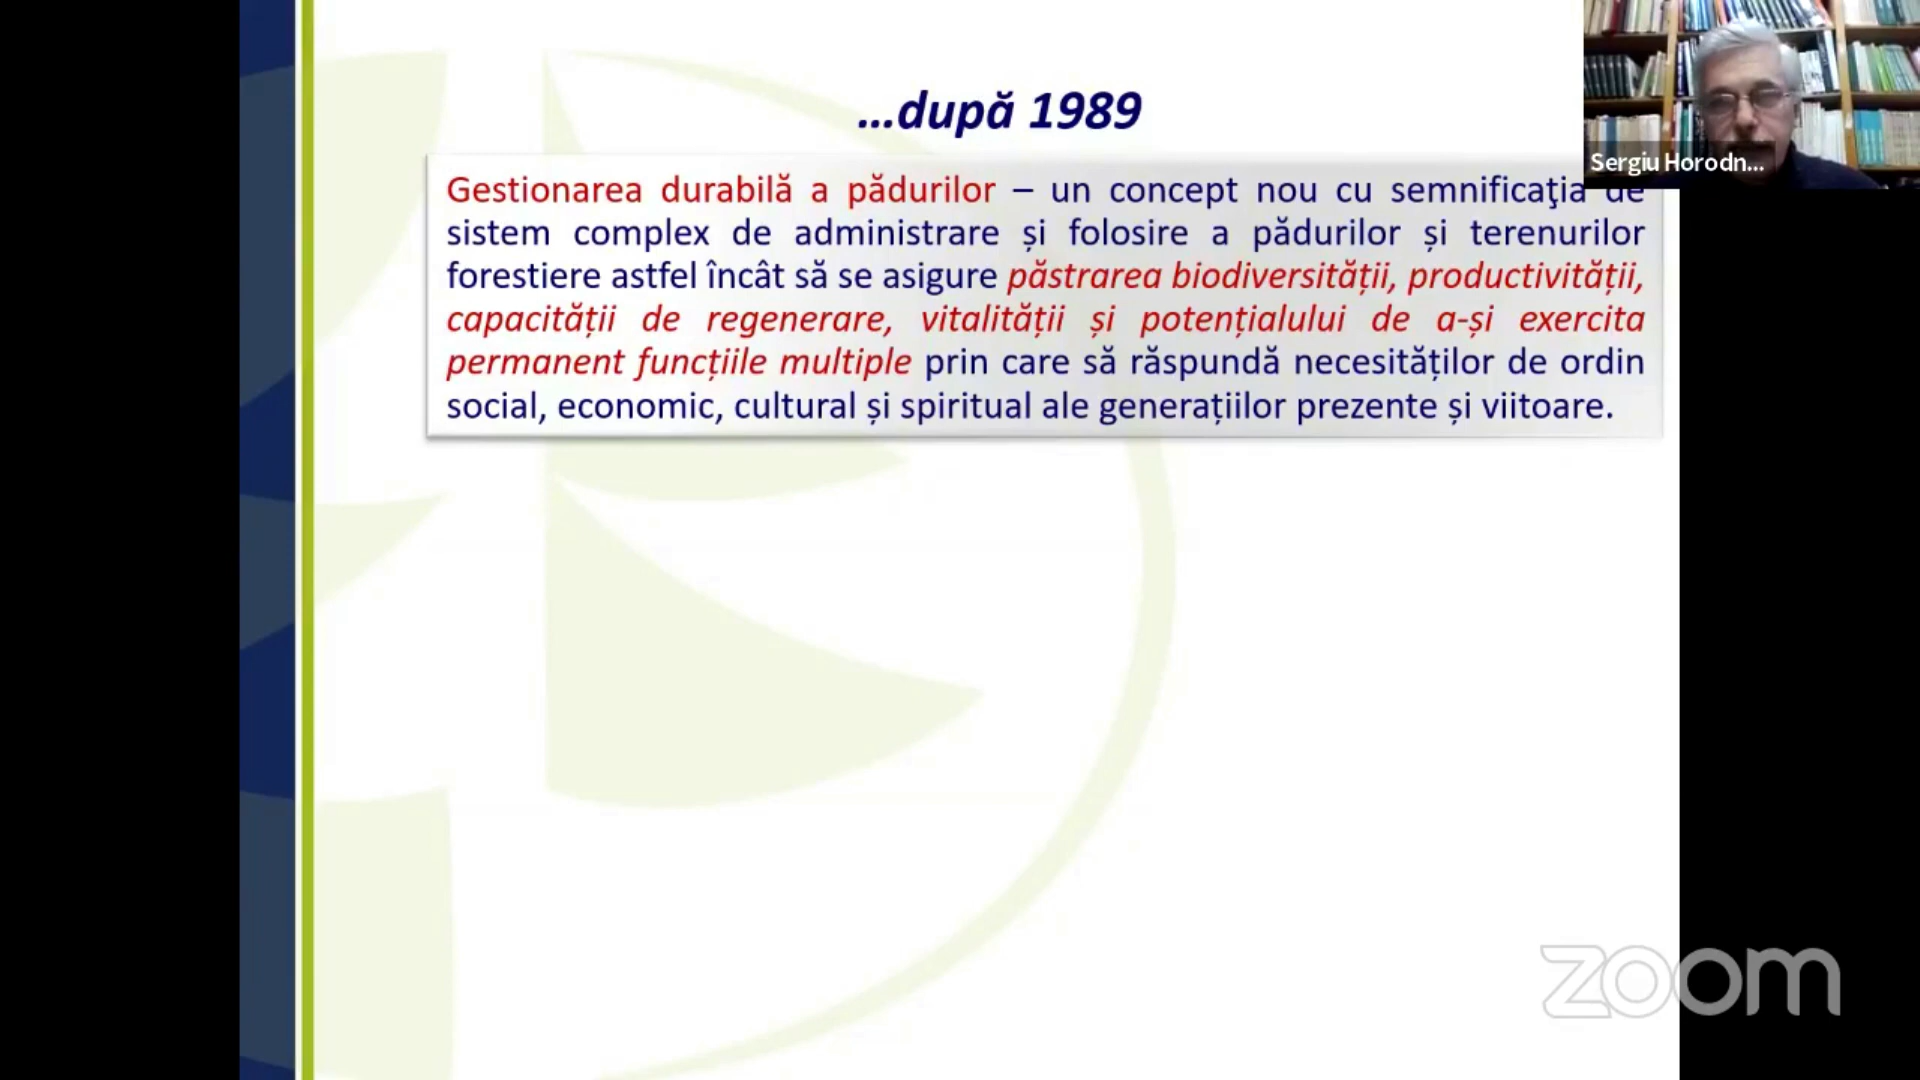 ...după 1989
Gestionarea durabilă a pădurilor – un concept nou cu semnificaţia de
sistem complex de administrare și folosire a pădurilor și terenurilor
forestiere astfel încât să se asigure păstrarea biodiversității, productivității,
capacității de regenerare, vitalității și potențialului de a-și exercita
permanent funcțiile multiple prin care să răspundă necesităților de ordin
social, economic, cultural și spiritual ale generațiilor prezente și viitoare.
Sergiu Horodn...
zoom